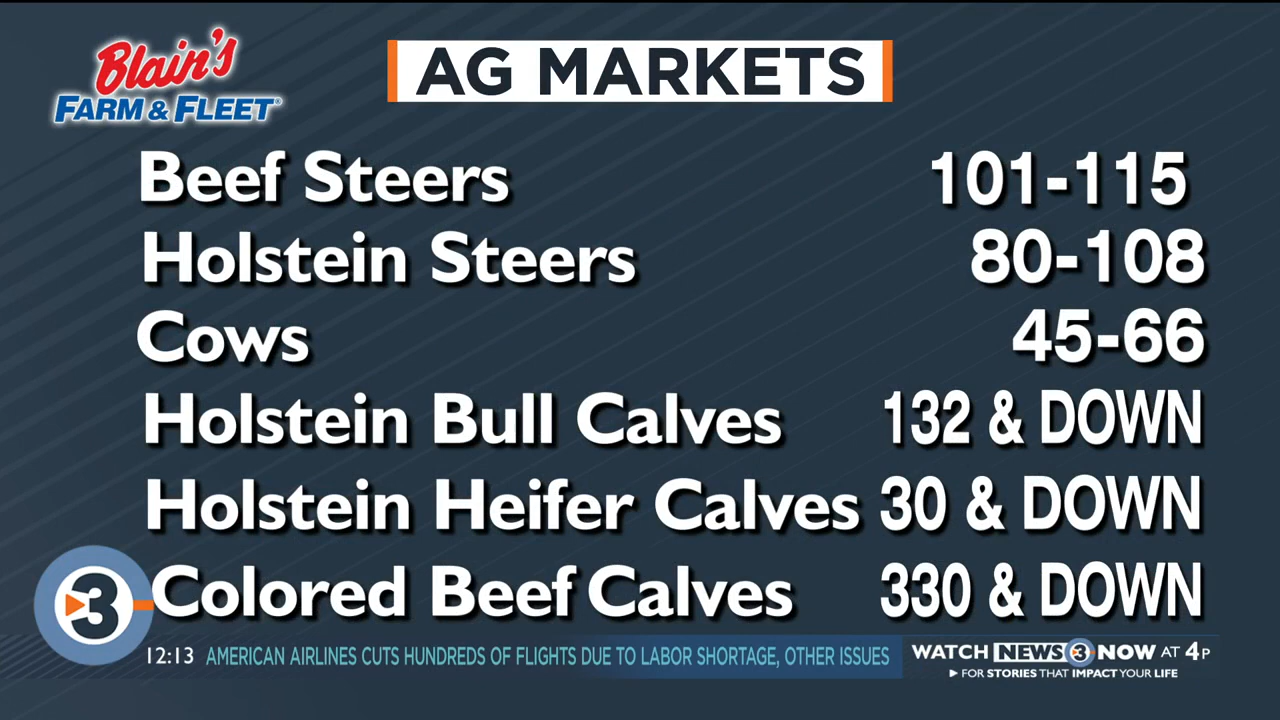 Blain's
FARM & FLEET®
AG MARKETS
Beef Steers 101-115
Holstein Steers 80-108
Cows 45-66
Holstein Bull Calves 132 & DOWN
Holstein Heifer Calves 30 & DOWN
Colored Beef Calves 330 & DOWN
3
12:13 AMERICAN AIRLINES CUTS HUNDREDS OF FLIGHTS DUE TO LABOR SHORTAGE, OTHER ISSUES
WATCH NEWS 3 NOW AT 4P
▶ FOR STORIES THAT IMPACT YOUR LIFE